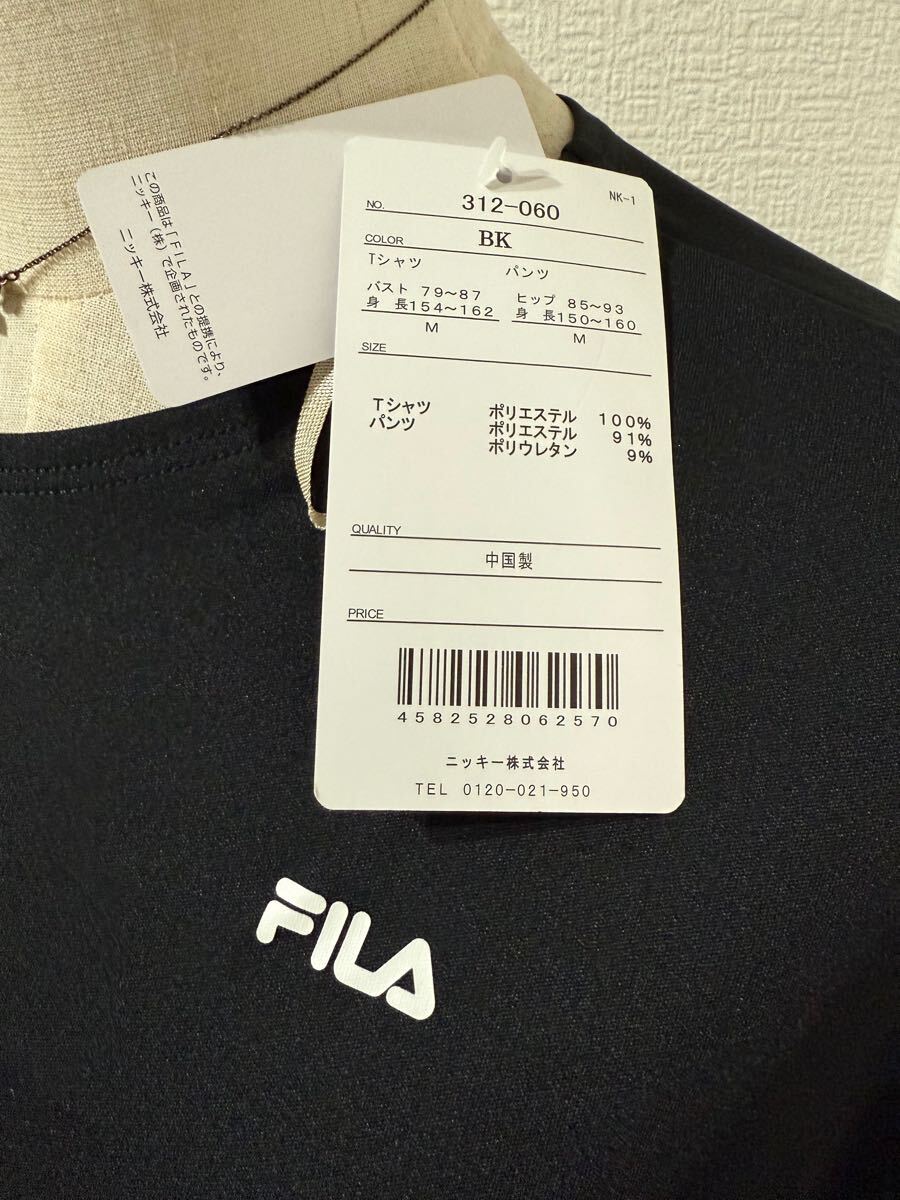 この商品は「FILA」との提携により、
ニッキー(株)で企画されたものです。
ニッキー株式会社
NK-1
NO. 312-060
COLOR BK
Tシャツ パンツ
バスト 79~87 ヒップ 85~93
身 長154~162 身 長150~160
M M
SIZE
Tシャツ ポリエステル 100%
パンツ ポリエステル 91%
ポリウレタン 9%
QUALITY
中国製
PRICE
4582528062570
ニッキー株式会社
TEL 0120-021-950
FILA